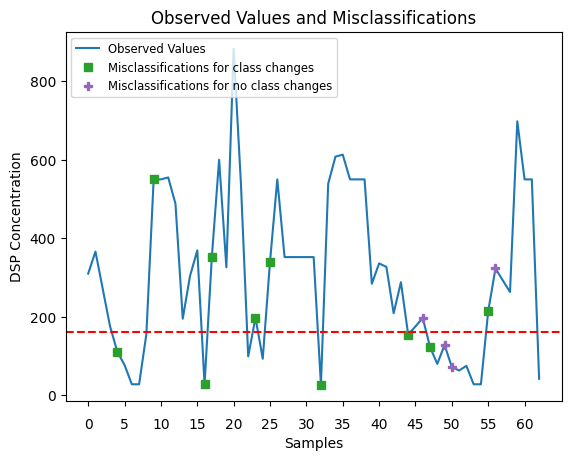 Observed Values and Misclassifications
Observed Values
Misclassifications for class changes
Misclassifications for no class changes
DSP Concentration
800
600
400
200
0
0 5 10 15 20 25 30 35 40 45 50 55 60
Samples